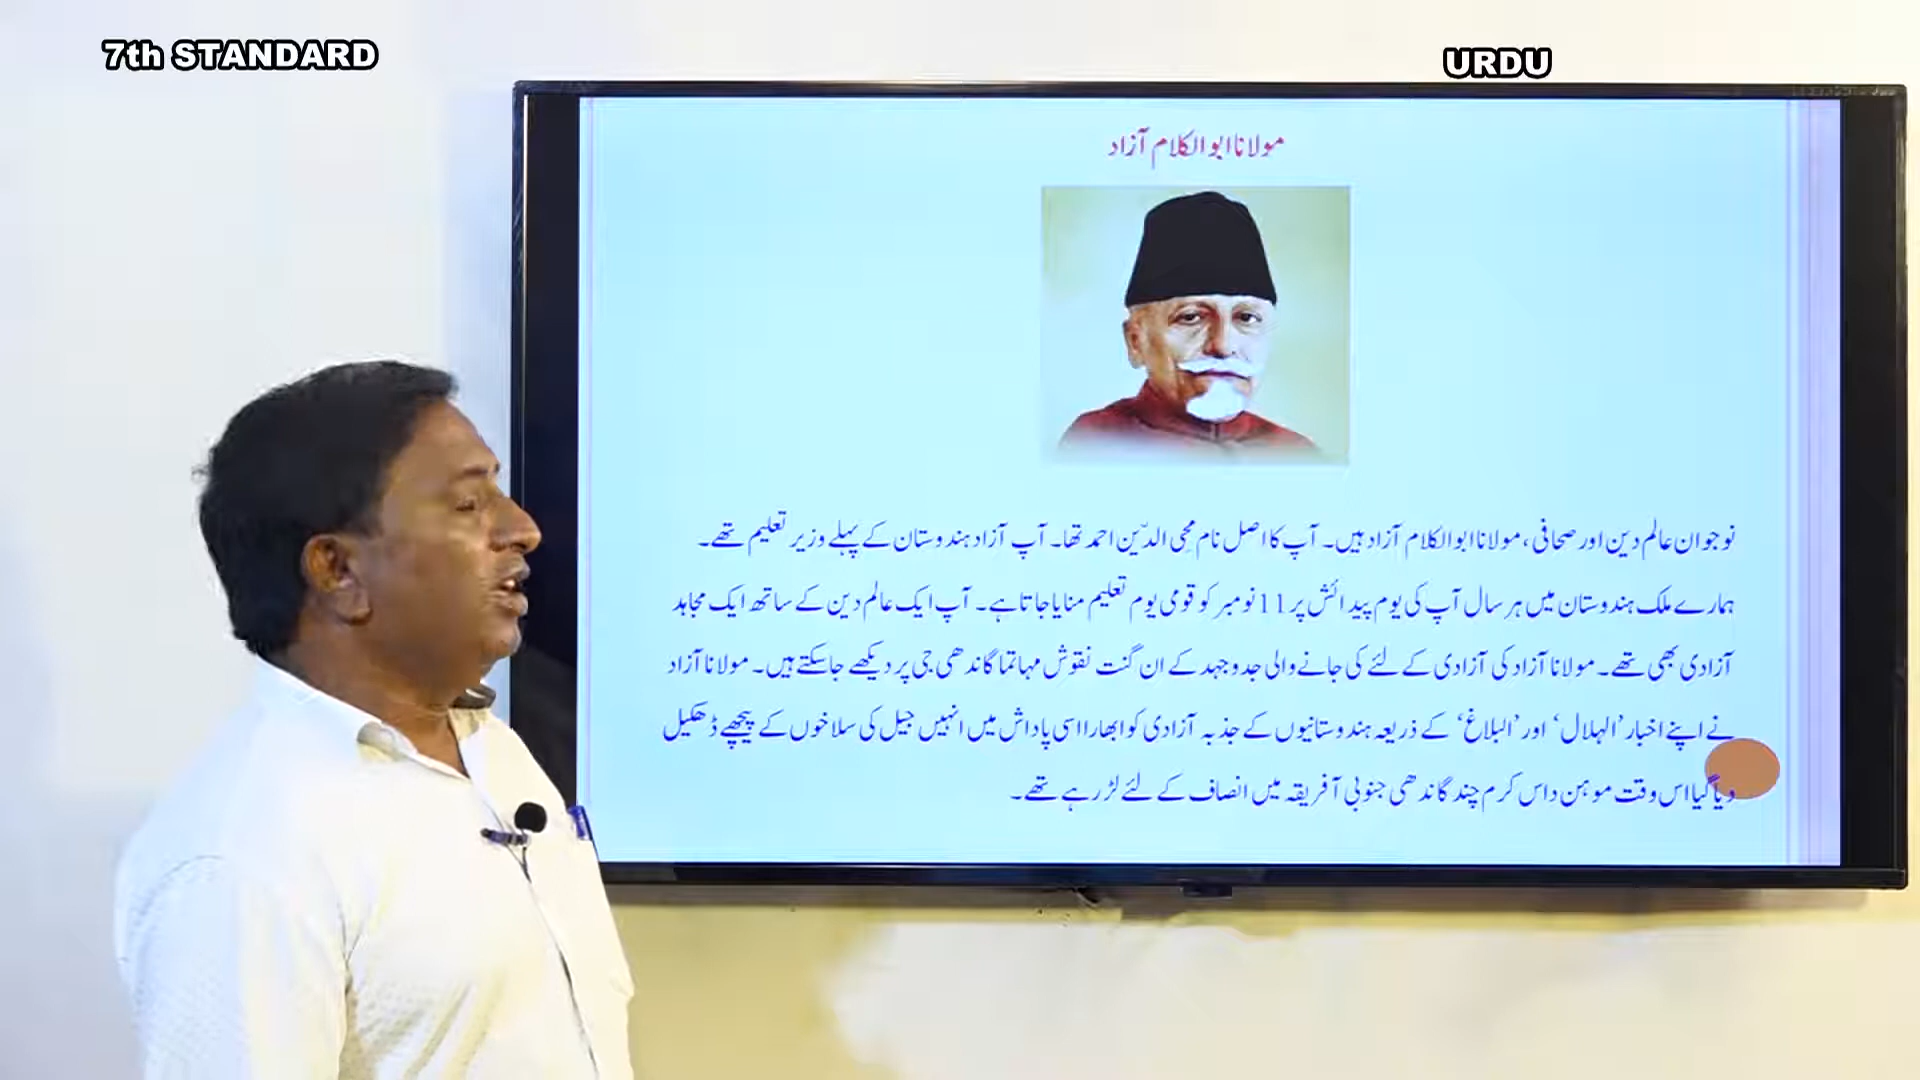 7th STANDARD
URDU
مولانا ابوالکلام آزاد
نوجوان عالم دین اور صحافی، مولانا ابوالکلام آزاد ہیں۔ آپ کا اصل نام محی الدّین احمد تھا۔ آپ آزاد ہندوستان کے پہلے وزیر تعلیم تھے۔
ہمارے ملک ہندوستان میں ہر سال آپ کی یوم پیدائش پر 11 نومبر کو قومی یوم تعلیم منایا جاتا ہے۔ آپ ایک عالم دین کے ساتھ ایک مجاہد
آزادی بھی تھے۔ مولانا آزاد کی آزادی کے لئے کی جانے والی جدوجہد کے ان گنت نقوش مہاتما گاندھی جی پر دیکھے جاسکتے ہیں۔ مولانا آزاد
نے اپنے اخبار ’الہلال‘ اور ’البلاغ‘ کے ذریعہ ہندوستانیوں کے جذبہ آزادی کو ابھارا اسی پاداش میں انہیں جیل کی سلاخوں کے پیچھے ڈھکیل
دیا گیا اس وقت موہن داس کرم چند گاندھی جنوبی آفریقہ میں انصاف کے لئے لڑ رہے تھے۔